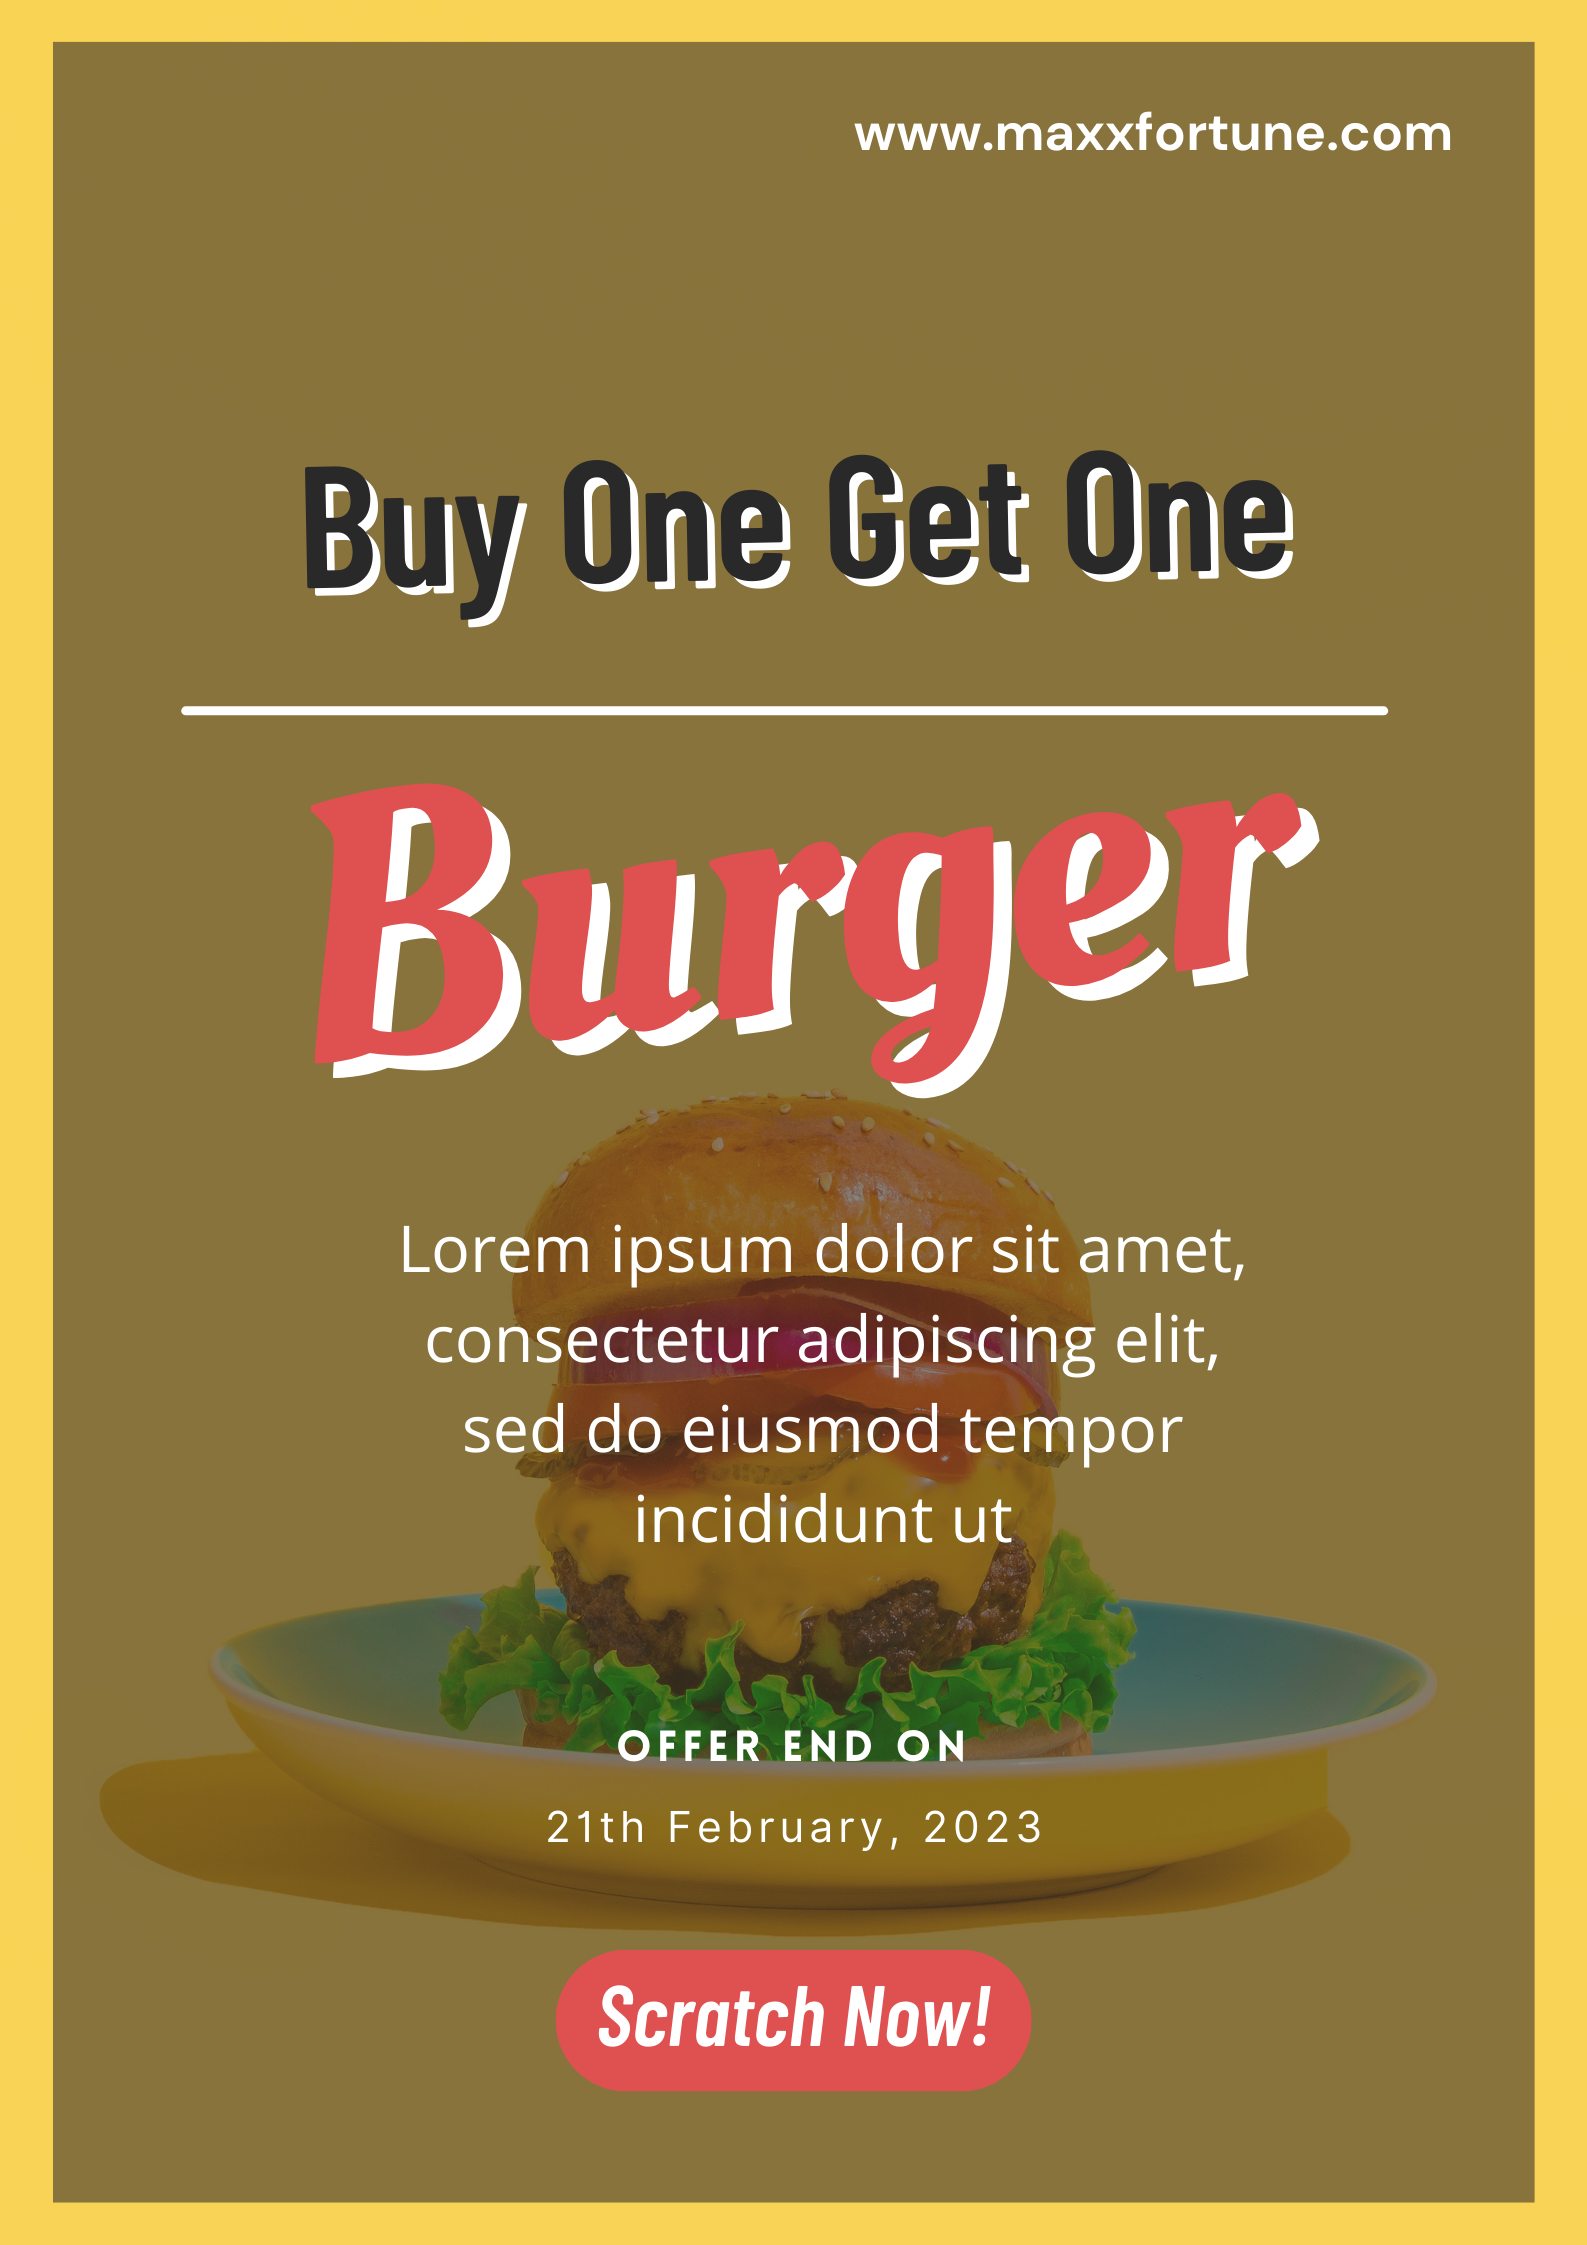 www.maxxfortune.com
Buy One Get One
Burger
Lorem ipsum dolor sit amet,
consectetur adipiscing elit,
sed do eiusmod tempor
incididunt ut
OFFER END ON
21th February, 2023
Scratch Now!